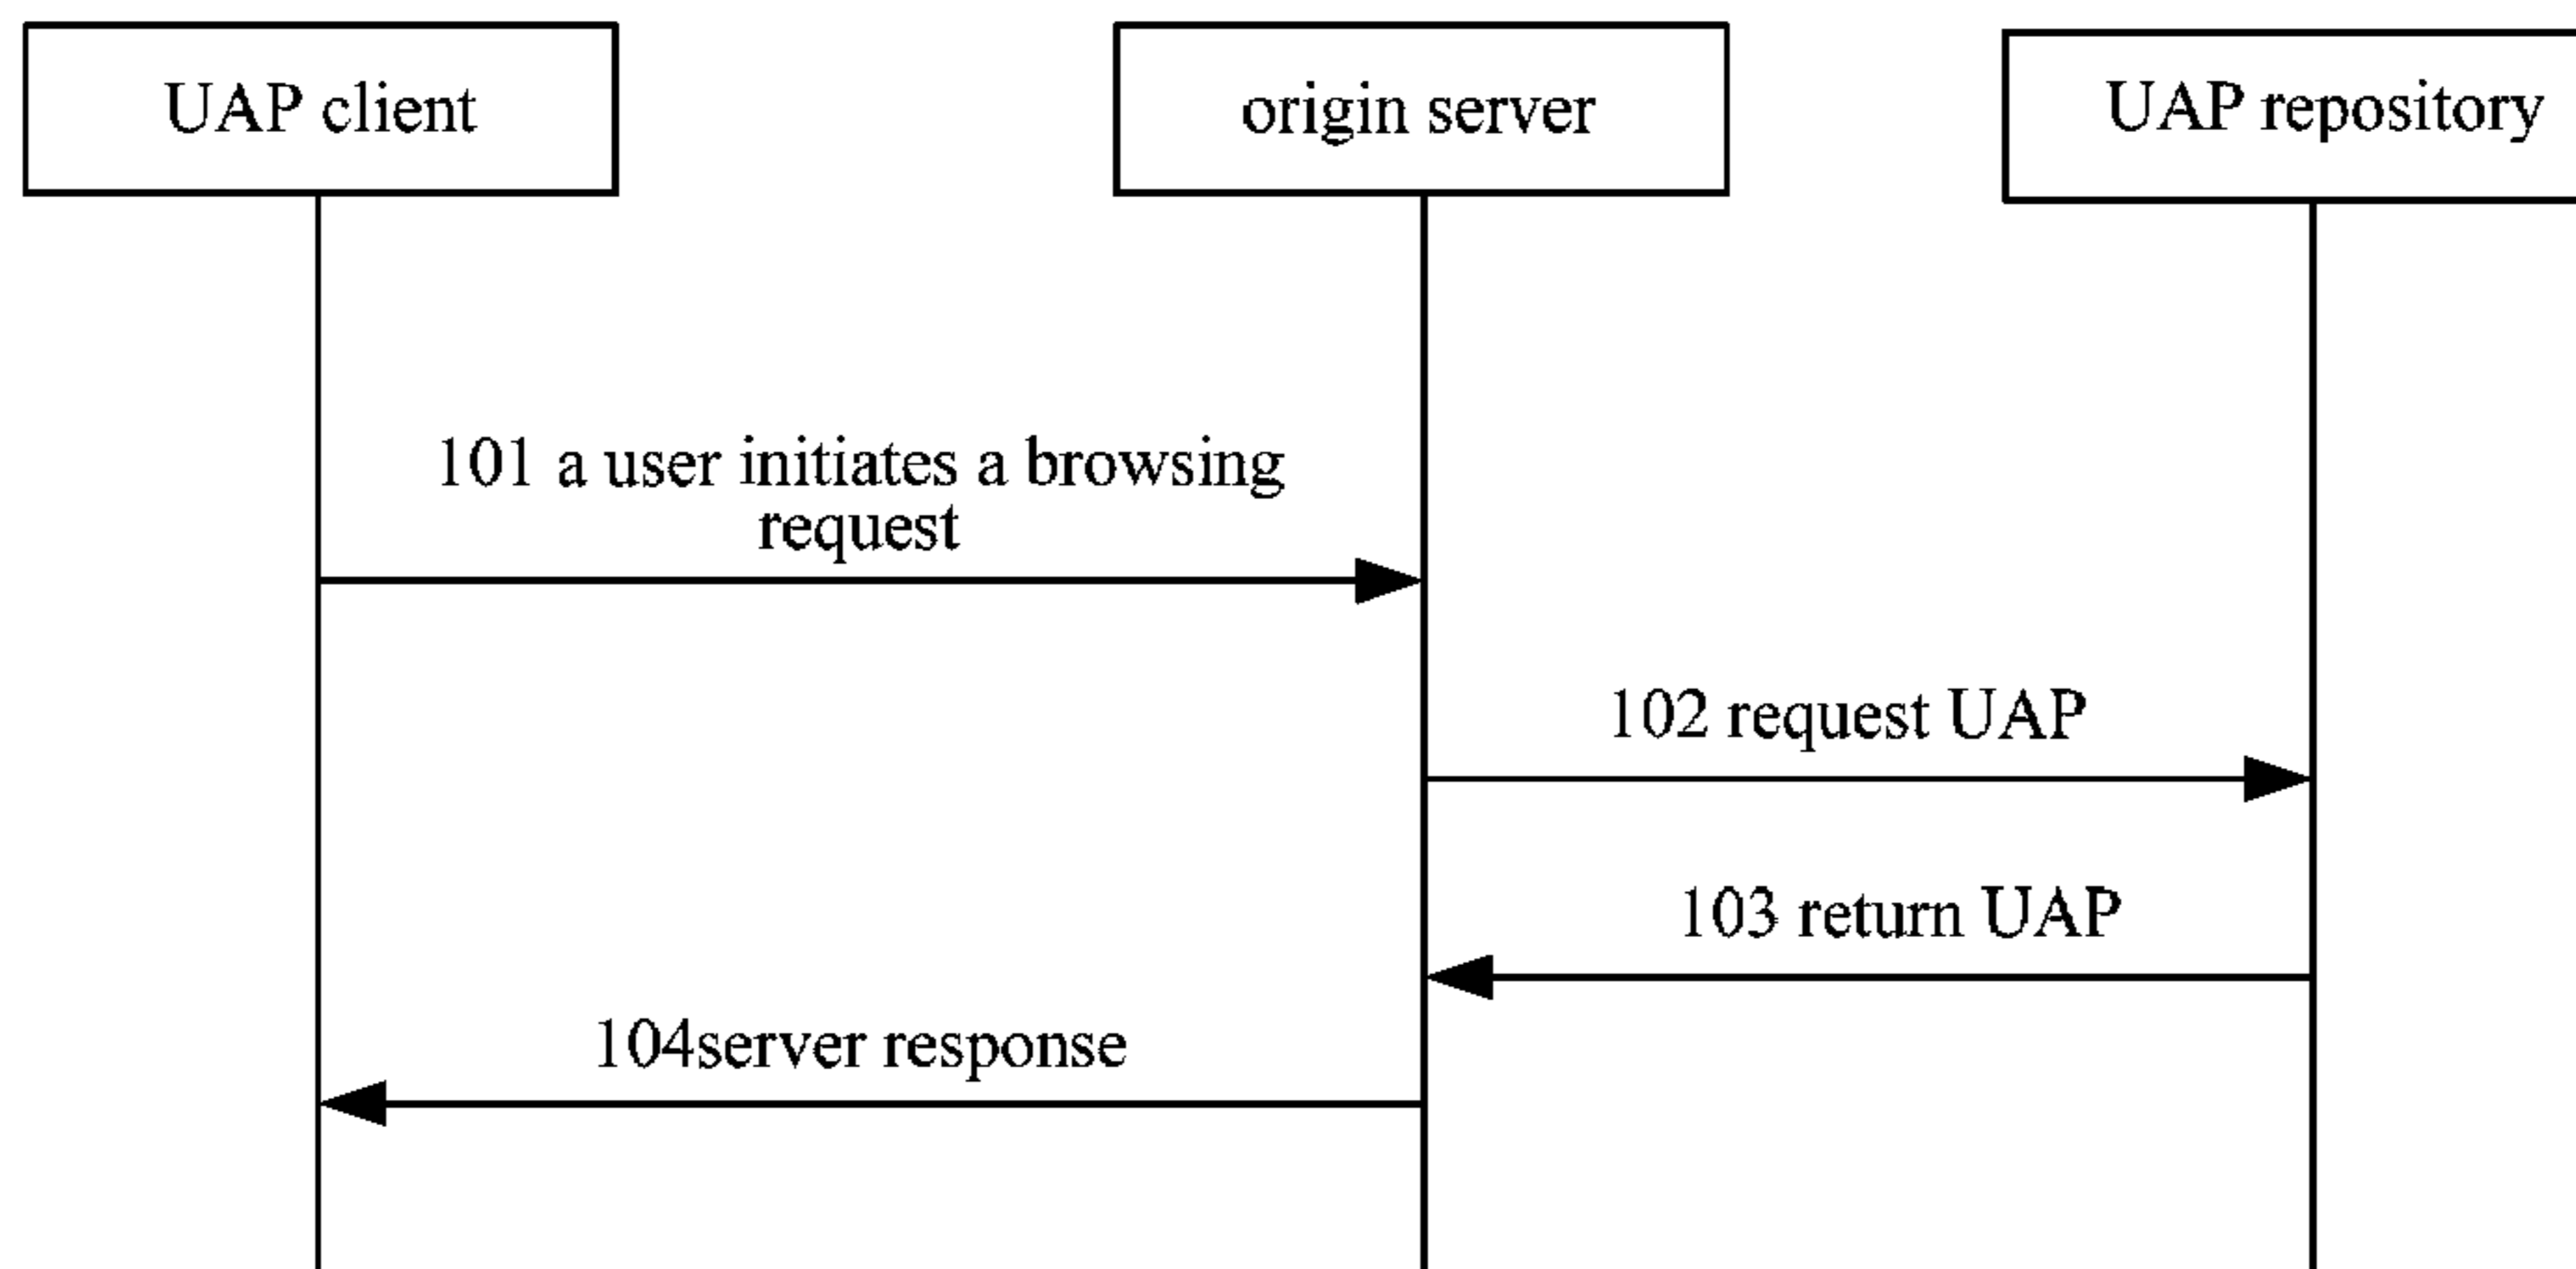 UAP client
origin server
UAP repository
101 a user initiates a browsing
request
102 request UAP
103 return UAP
104server response